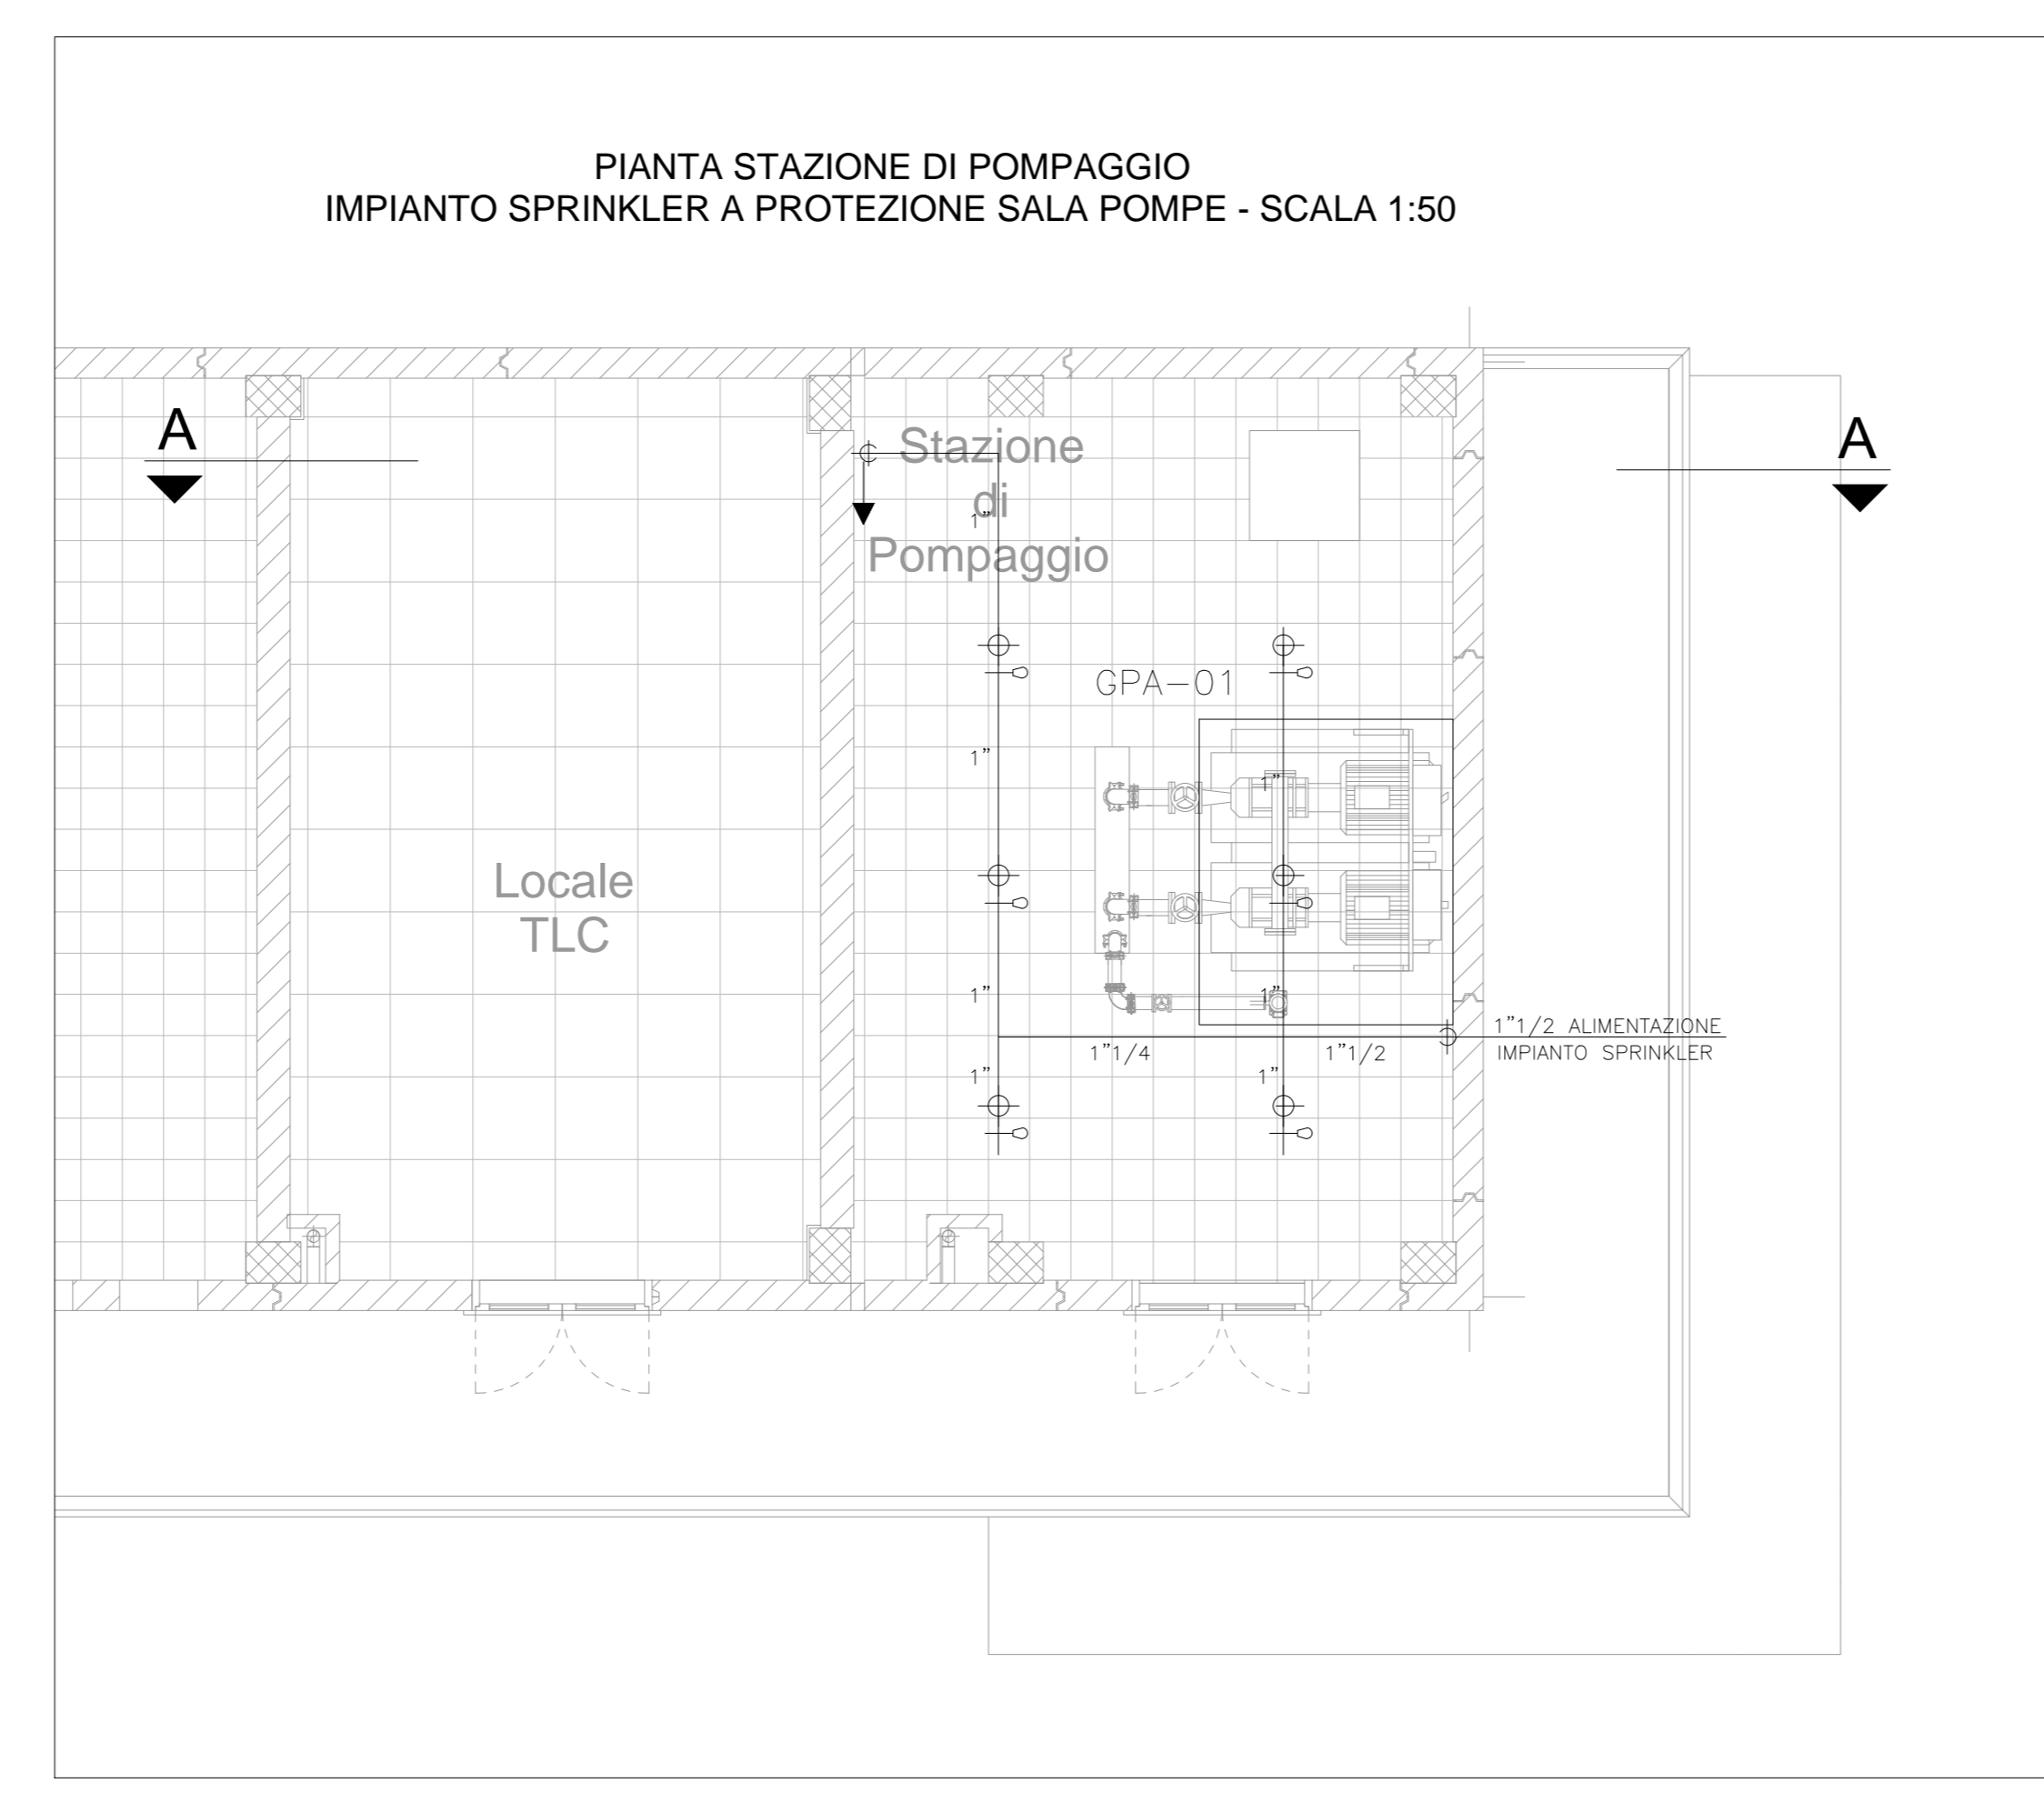 PIANTA STAZIONE DI POMPAGGIO
IMPIANTO SPRINKLER A PROTEZIONE SALA POMPE - SCALA 1:50
A
A
Stazione
di
Pompaggio
1"
GPA-01
1"
1"
Locale
TLC
1"
1"
1"1/2 ALIMENTAZIONE
IMPIANTO SPRINKLER
1"1/4
1"1/2
1"
1"